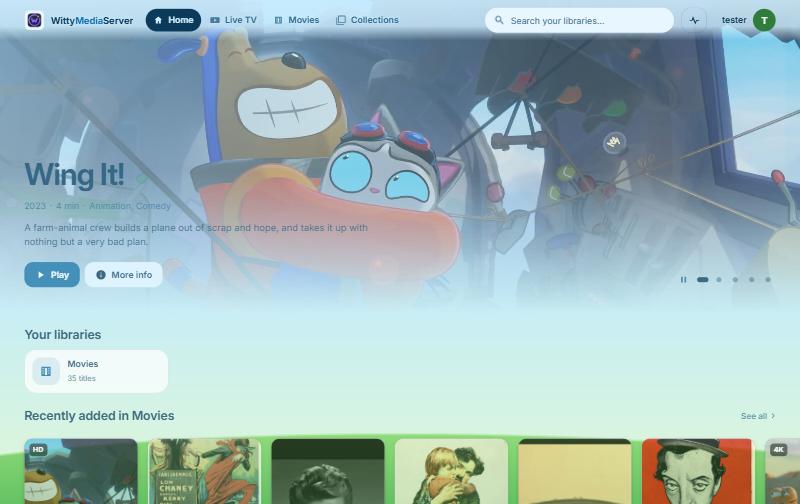 WittyMediaServer
Home
Live TV
Movies
Collections
Search your libraries...
tester
T
Wing It!
2023 · 4 min · Animation, Comedy
A farm-animal crew builds a plane out of scrap and hope, and takes it up with
nothing but a very bad plan.
Play
More info
Your libraries
Movies
35 titles
Recently added in Movies
See all
HD
LON
CHANEY
KERRY
4K